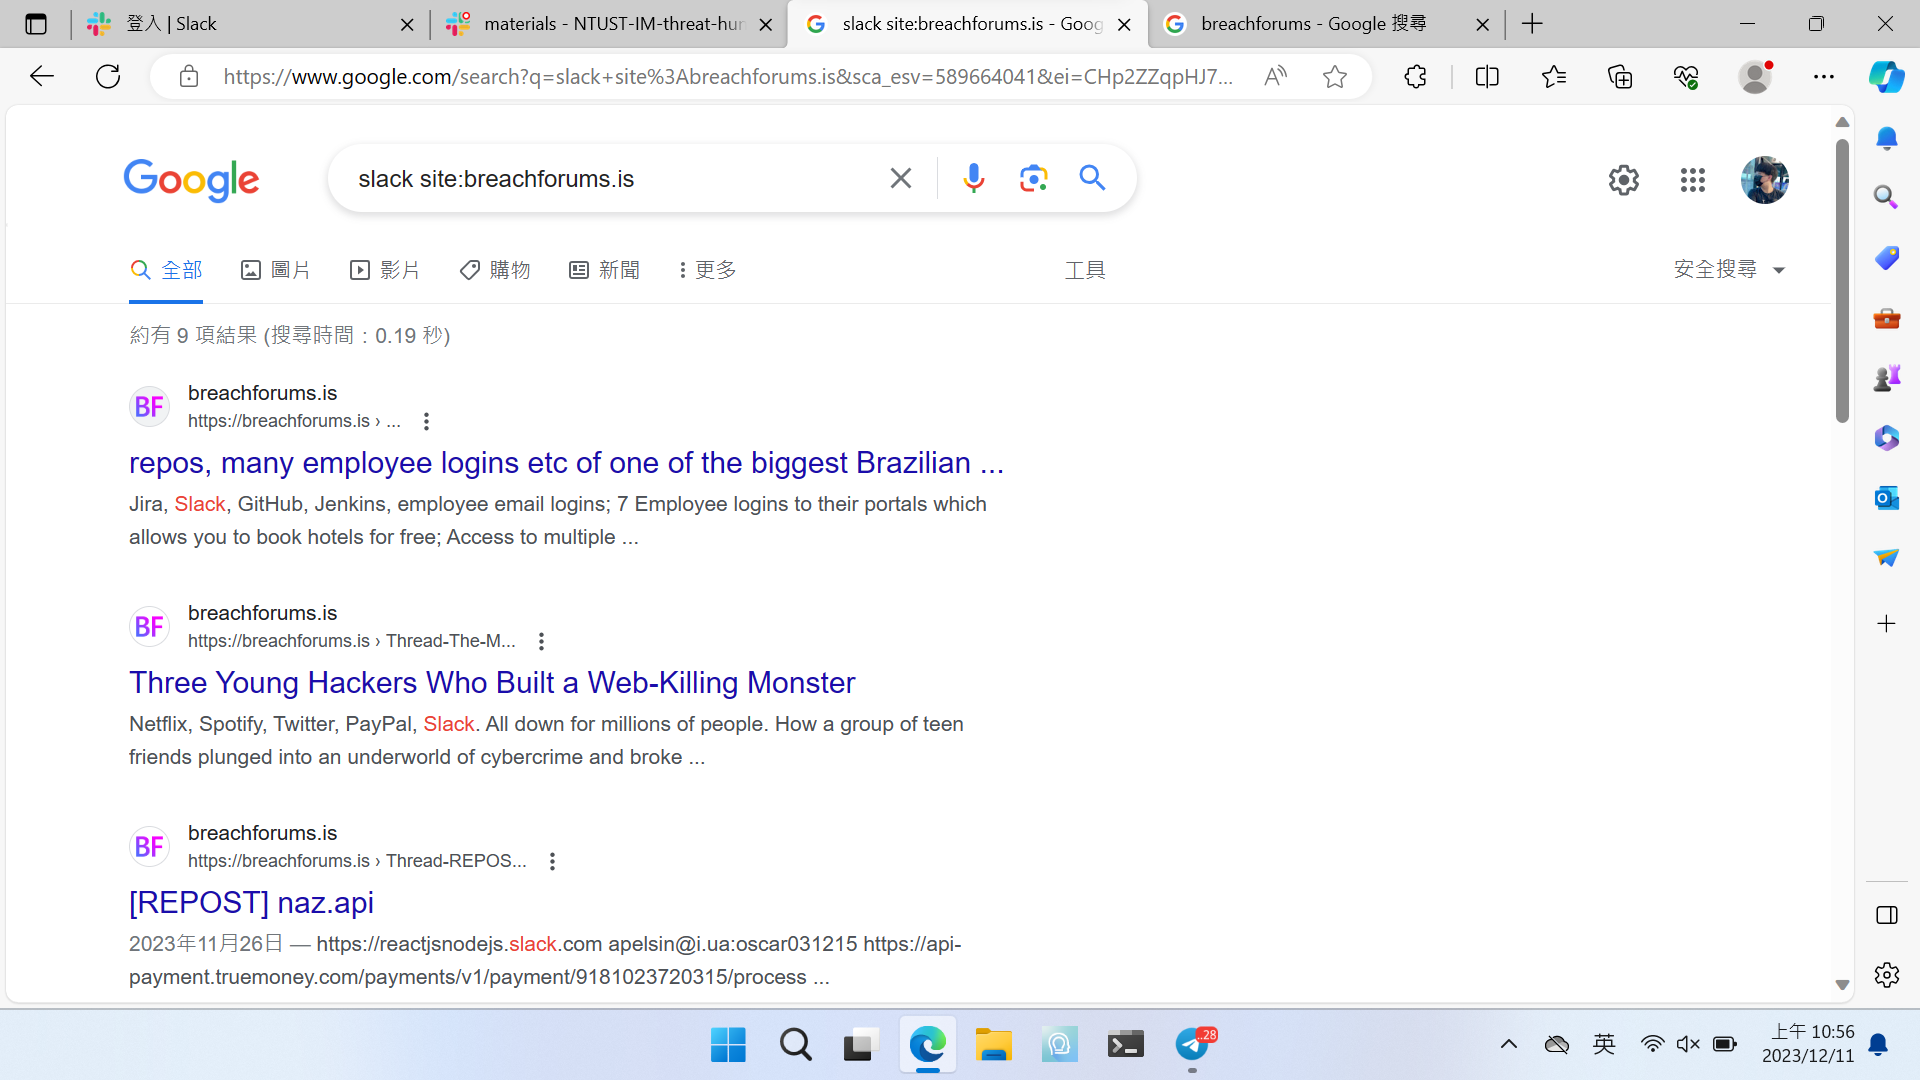 登入 | Slack
materials - NTUST-IM-threat-hun
slack site:breachforums.is - Goog
breachforums - Google 搜尋
https://www.google.com/search?q=slack+site%3Abreachforums.is&sca_esv=589664041&ei=CHp2ZZqpHJ7...
Google
slack site:breachforums.is
全部
圖片
影片
購物
新聞
更多
工具
安全搜尋
約有 9 項結果 (搜尋時間：0.19 秒)
BF
breachforums.is
https://breachforums.is › ...
repos, many employee logins etc of one of the biggest Brazilian ...
Jira, Slack, GitHub, Jenkins, employee email logins; 7 Employee logins to their portals which
allows you to book hotels for free; Access to multiple ...
BF
breachforums.is
https://breachforums.is › Thread-The-M...
Three Young Hackers Who Built a Web-Killing Monster
Netflix, Spotify, Twitter, PayPal, Slack. All down for millions of people. How a group of teen
friends plunged into an underworld of cybercrime and broke ...
BF
breachforums.is
https://breachforums.is › Thread-REPOS...
[REPOST] naz.api
2023年11月26日 — https://reactjsnodejs.slack.com apelsin@i.ua:oscar031215 https://api-
payment.truemoney.com/payments/v1/payment/9181023720315/process ...
..28
英
上午 10:56
2023/12/11